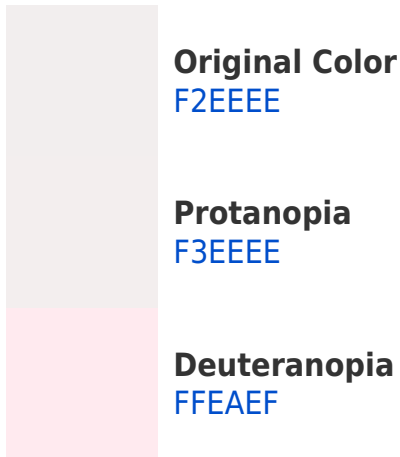 Original Color
F2EEEE
Protanopia
F3EEEE
Deuteranopia
FFEAEF